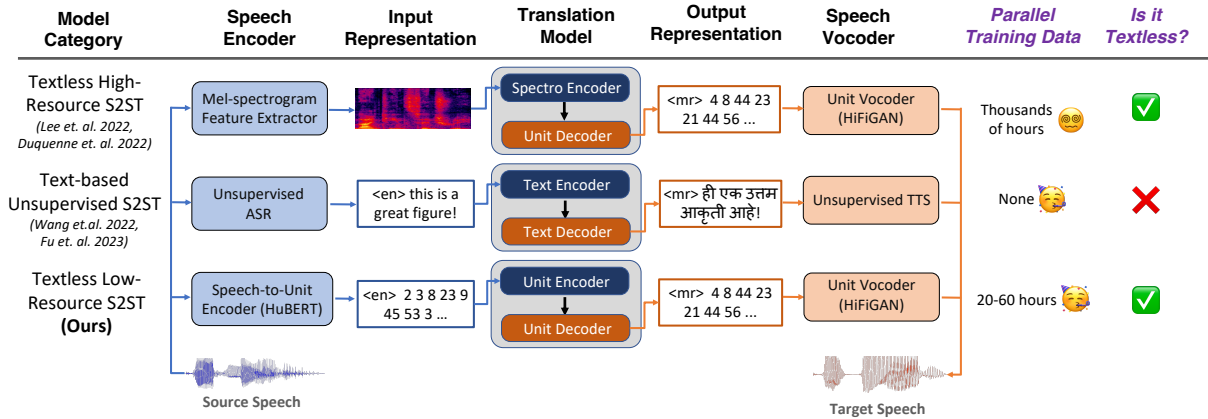 Model Category
Speech Encoder
Input Representation
Translation Model
Output Representation
Speech Vocoder
Parallel Training Data
Is it Textless?
Textless High-
Resource S2ST
(Lee et. al. 2022,
Duquenne et. al. 2022)
Mel-spectrogram
Feature Extractor
Spectro Encoder
Unit Decoder
<mr> 4 8 44 23
21 44 56 ...
Unit Vocoder
(HiFiGAN)
Thousands
of hours
Text-based
Unsupervised S2ST
(Wang et.al. 2022,
Fu et. al. 2023)
Unsupervised
ASR
<en> this is a
great figure!
Text Encoder
Text Decoder
<mr> ही एक उत्तम
आकृती आहे!
Unsupervised TTS
None
Textless Low-
Resource S2ST
(Ours)
Speech-to-Unit
Encoder (HuBERT)
<en> 2 3 8 23 9
45 53 3 ...
Unit Encoder
Unit Decoder
<mr> 4 8 44 23
21 44 56 ...
Unit Vocoder
(HiFiGAN)
20-60 hours
Source Speech
Target Speech